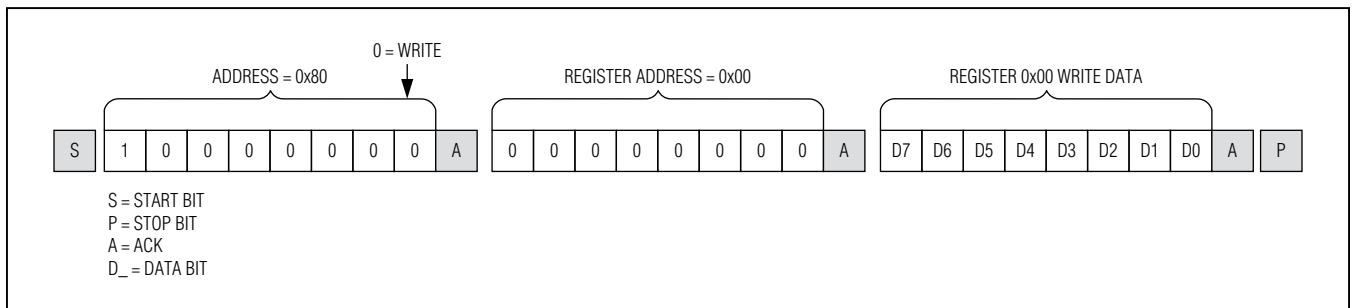 0 = WRITE
ADDRESS = 0x80 REGISTER ADDRESS = 0x00 REGISTER 0x00 WRITE DATA
S 1 0 0 0 0 0 0 0 A 0 0 0 0 0 0 0 0 A D7 D6 D5 D4 D3 D2 D1 D0 A P
S = START BIT
P = STOP BIT
A = ACK
D_ = DATA BIT